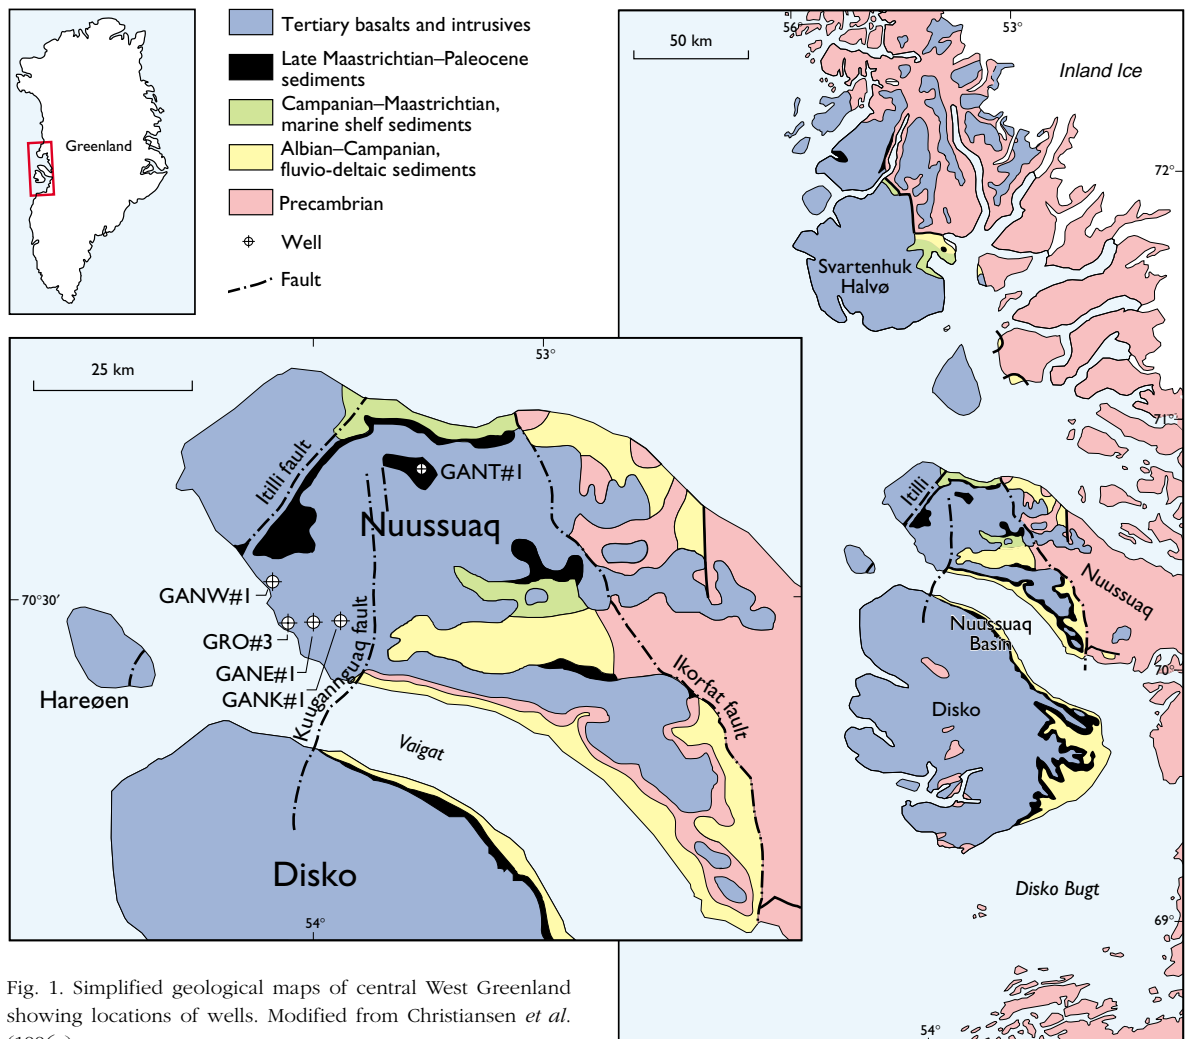 Greenland
Tertiary basalts and intrusives
Late Maastrichtian–Paleocene
sediments
Campanian–Maastrichtian,
marine shelf sediments
Albian–Campanian,
fluvio-deltaic sediments
Precambrian
Well
Fault
50 km
56°
53°
Inland Ice
72°
Svartenhuk
Halvø
71°
Itilli
Nuussuaq
Nuussuaq
Basin
70°
Disko
Disko Bugt
69°
54°
25 km
53°
Itilli fault
GANT#1
Nuussuaq
GANW#1
70°30′
GRO#3
GANE#1
GANK#1
Kuugannguaq fault
Ikorfat fault
Hareøen
Vaigat
Disko
54°
Fig. 1. Simplified geological maps of central West Greenland
showing locations of wells. Modified from Christiansen et al.